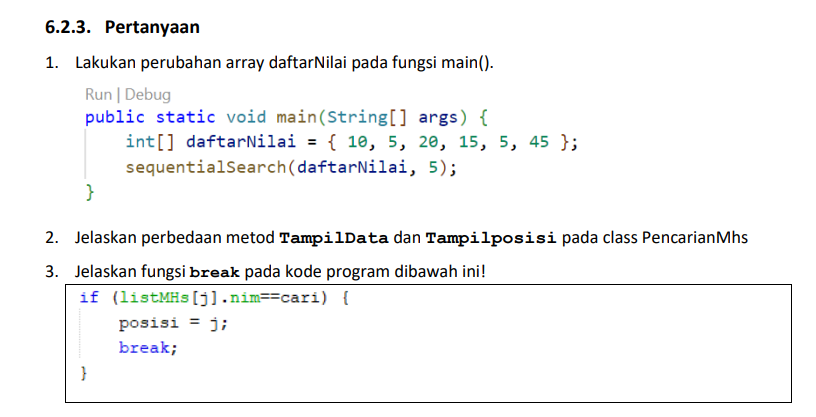 6.2.3. Pertanyaan
1. Lakukan perubahan array daftarNilai pada fungsi main().
Run | Debug
public static void main(String[] args) {
int[] daftarNilai = { 10, 5, 20, 15, 5, 45 };
sequentialSearch(daftarNilai, 5);
}
2. Jelaskan perbedaan metod TampilData dan Tampilposisi pada class PencarianMhs
3. Jelaskan fungsi break pada kode program dibawah ini!
if (listMHs[j].nim==cari) {
posisi = j;
break;
}